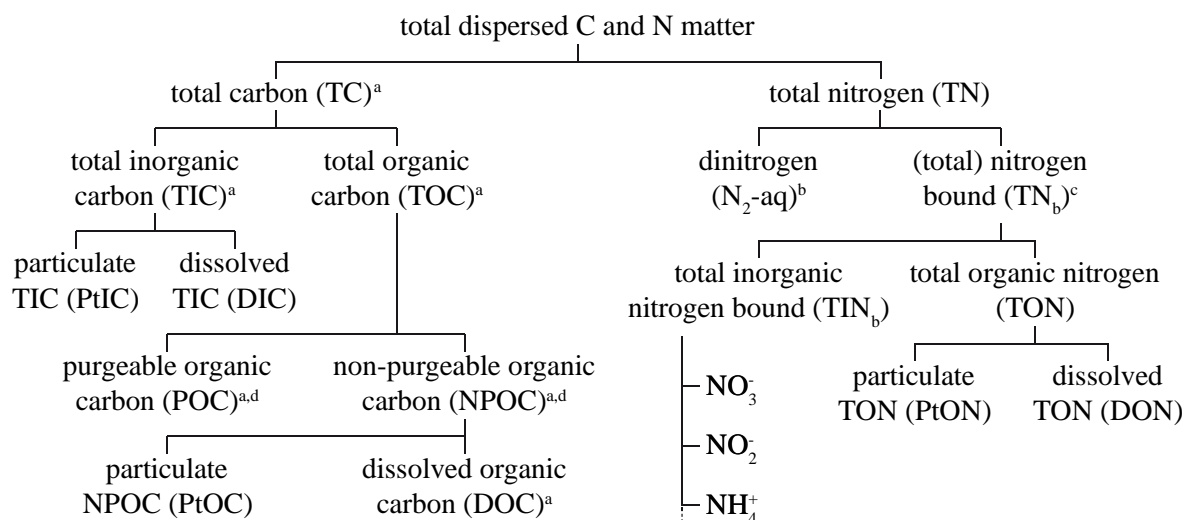 total dispersed C and N matter
total carbon (TC)ᵃ
total nitrogen (TN)
total inorganic
carbon (TIC)ᵃ
total organic
carbon (TOC)ᵃ
dinitrogen
(N₂-aq)ᵇ
(total) nitrogen
bound (TN_b)ᶜ
particulate
TIC (PtIC)
dissolved
TIC (DIC)
total inorganic
nitrogen bound (TIN_b)
total organic nitrogen
(TON)
purgeable organic
carbon (POC)ᵃ,ᵈ
non-purgeable organic
carbon (NPOC)ᵃ,ᵈ
NO₃⁻
particulate
TON (PtON)
dissolved
TON (DON)
NO₂⁻
particulate
NPOC (PtOC)
dissolved organic
carbon (DOC)ᵃ
NH₄⁺